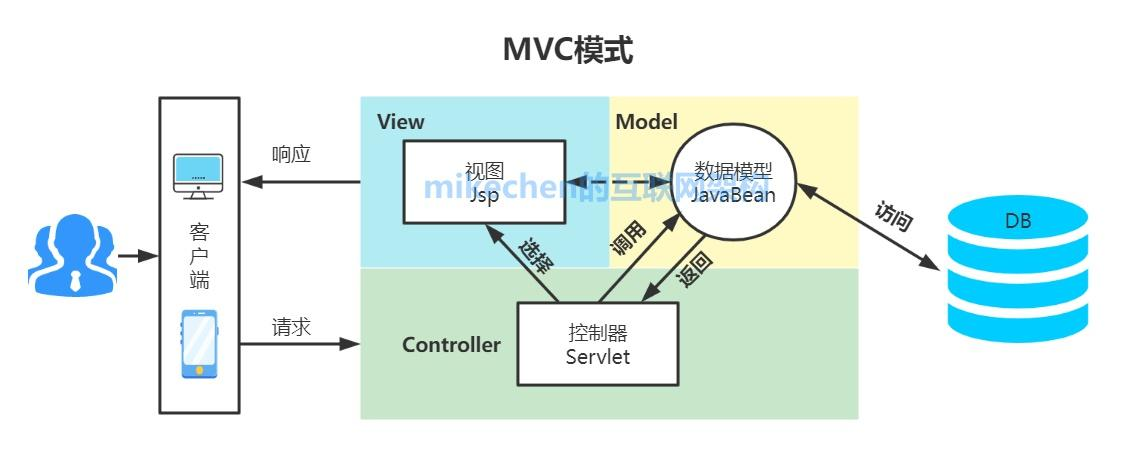 MVC模式
View
Model
响应
视图
Jsp
数据模型
JavaBean
mikechen的互联网架构
客户端
选择
调用
返回
访问
DB
请求
Controller
控制器
Servlet